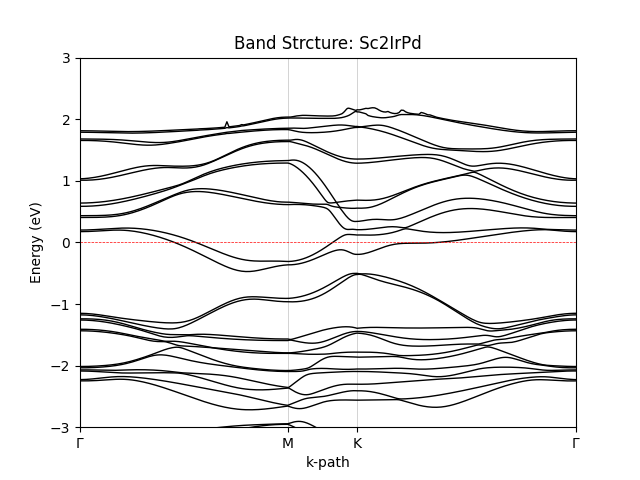 Band Strcture: Sc2IrPd
Energy (eV)
3
2
1
0
−1
−2
−3
Γ
M
K
Γ
k-path